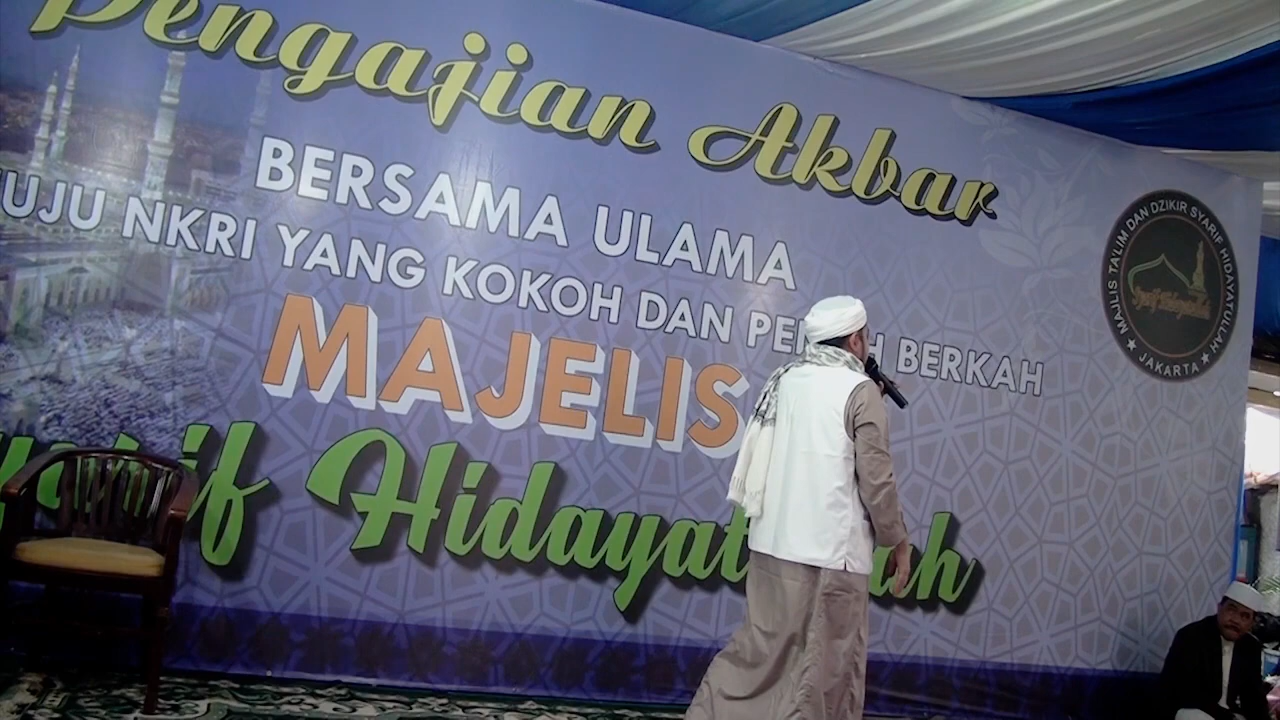 Pengajian Akbar
BERSAMA ULAMA
UJU NKRI YANG KOKOH DAN PE H BERKAH
MAJELIS
if Hidayat ah
MAJLIS TA'LIM DAN DZIKIR SYARIF HIDAYATULLAH
★ JAKARTA ★